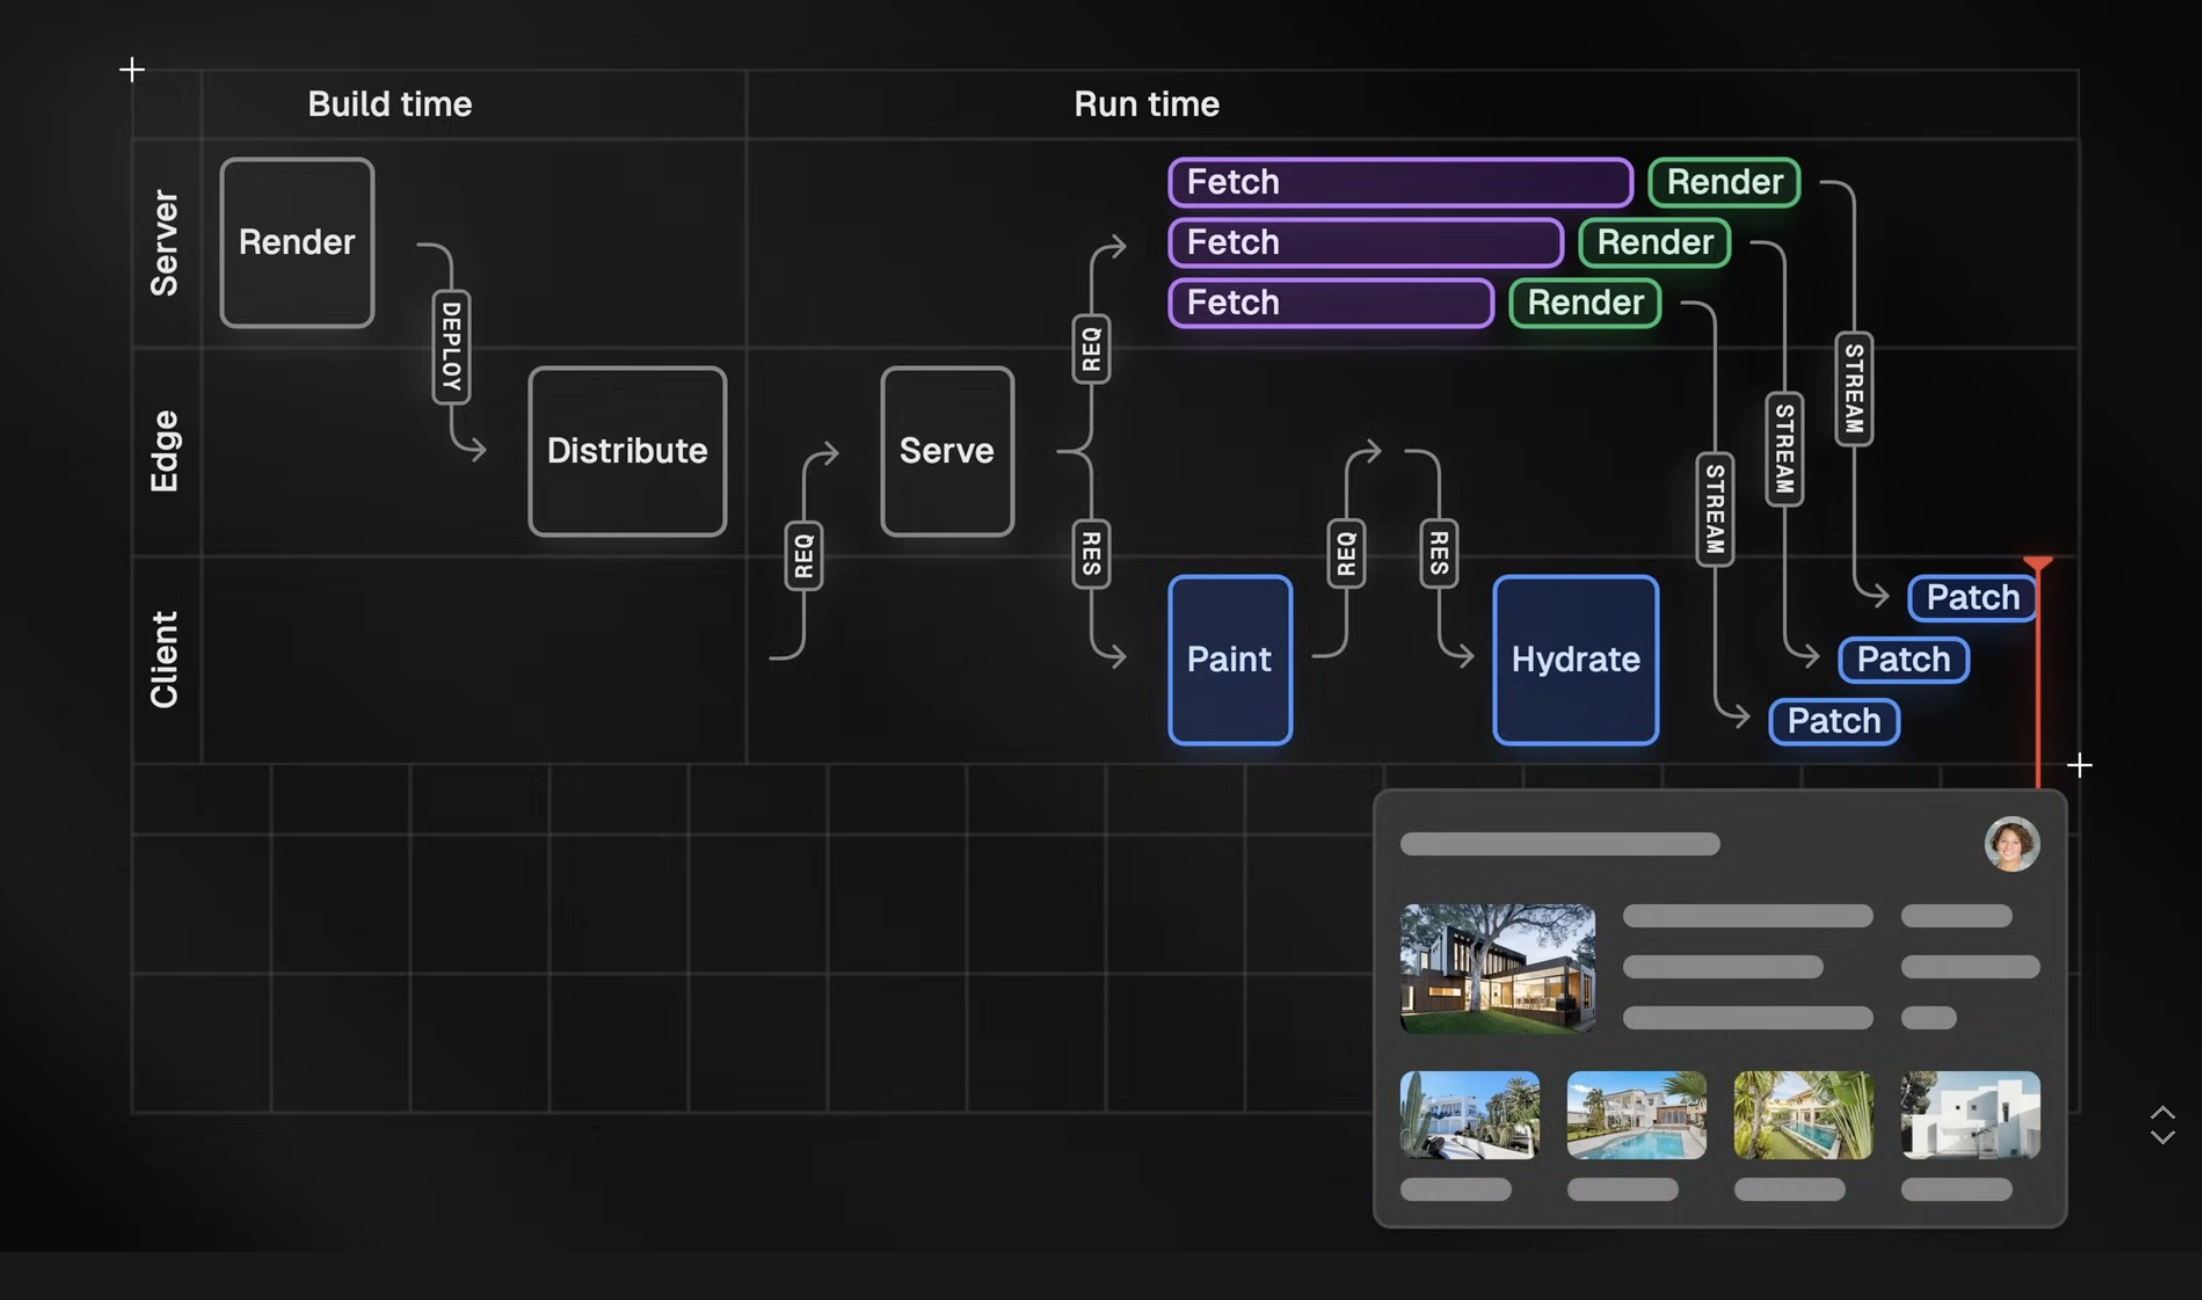 Build time
Run time
Server
Render
DEPLOY
Fetch
Render
Fetch
Render
Fetch
Render
REQ
STREAM
STREAM
STREAM
Edge
Distribute
REQ
Serve
RES
REQ
RES
Client
Paint
Hydrate
Patch
Patch
Patch